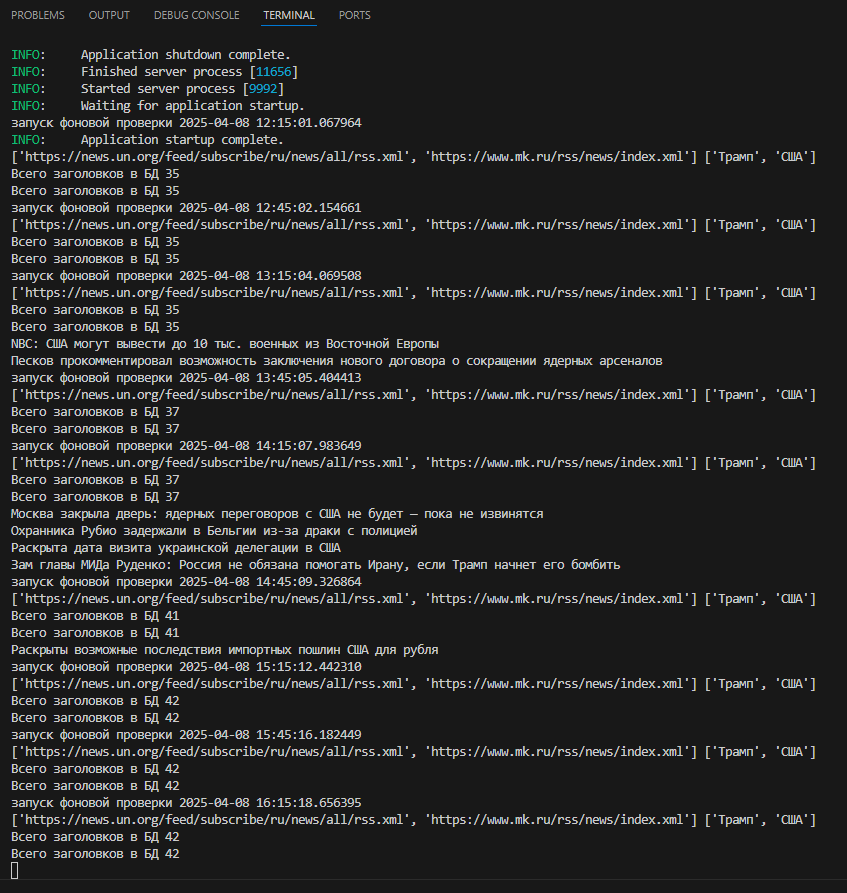 PROBLEMS OUTPUT DEBUG CONSOLE TERMINAL PORTS
INFO: Application shutdown complete.
INFO: Finished server process [11656]
INFO: Started server process [9992]
INFO: Waiting for application startup.
запуск фоновой проверки 2025-04-08 12:15:01.067964
INFO: Application startup complete.
['https://news.un.org/feed/subscribe/ru/news/all/rss.xml', 'https://www.mk.ru/rss/news/index.xml'] ['Трамп', 'США']
Всего заголовков в БД 35
Всего заголовков в БД 35
запуск фоновой проверки 2025-04-08 12:45:02.154661
['https://news.un.org/feed/subscribe/ru/news/all/rss.xml', 'https://www.mk.ru/rss/news/index.xml'] ['Трамп', 'США']
Всего заголовков в БД 35
Всего заголовков в БД 35
запуск фоновой проверки 2025-04-08 13:15:04.069508
['https://news.un.org/feed/subscribe/ru/news/all/rss.xml', 'https://www.mk.ru/rss/news/index.xml'] ['Трамп', 'США']
Всего заголовков в БД 35
Всего заголовков в БД 35
NBC: США могут вывести до 10 тыс. военных из Восточной Европы
Песков прокомментировал возможность заключения нового договора о сокращении ядерных арсеналов
запуск фоновой проверки 2025-04-08 13:45:05.404413
['https://news.un.org/feed/subscribe/ru/news/all/rss.xml', 'https://www.mk.ru/rss/news/index.xml'] ['Трамп', 'США']
Всего заголовков в БД 37
Всего заголовков в БД 37
запуск фоновой проверки 2025-04-08 14:15:07.983649
['https://news.un.org/feed/subscribe/ru/news/all/rss.xml', 'https://www.mk.ru/rss/news/index.xml'] ['Трамп', 'США']
Всего заголовков в БД 37
Всего заголовков в БД 37
Москва закрыла дверь: ядерных переговоров с США не будет — пока не извинятся
Охранника Рубио задержали в Бельгии из-за драки с полицией
Раскрыта дата визита украинской делегации в США
Зам главы МИДа Руденко: Россия не обязана помогать Ирану, если Трамп начнет его бомбить
запуск фоновой проверки 2025-04-08 14:45:09.326864
['https://news.un.org/feed/subscribe/ru/news/all/rss.xml', 'https://www.mk.ru/rss/news/index.xml'] ['Трамп', 'США']
Всего заголовков в БД 41
Всего заголовков в БД 41
Раскрыты возможные последствия импортных пошлин США для рубля
запуск фоновой проверки 2025-04-08 15:15:12.442310
['https://news.un.org/feed/subscribe/ru/news/all/rss.xml', 'https://www.mk.ru/rss/news/index.xml'] ['Трамп', 'США']
Всего заголовков в БД 42
Всего заголовков в БД 42
запуск фоновой проверки 2025-04-08 15:45:16.182449
['https://news.un.org/feed/subscribe/ru/news/all/rss.xml', 'https://www.mk.ru/rss/news/index.xml'] ['Трамп', 'США']
Всего заголовков в БД 42
Всего заголовков в БД 42
запуск фоновой проверки 2025-04-08 16:15:18.656395
['https://news.un.org/feed/subscribe/ru/news/all/rss.xml', 'https://www.mk.ru/rss/news/index.xml'] ['Трамп', 'США']
Всего заголовков в БД 42
Всего заголовков в БД 42